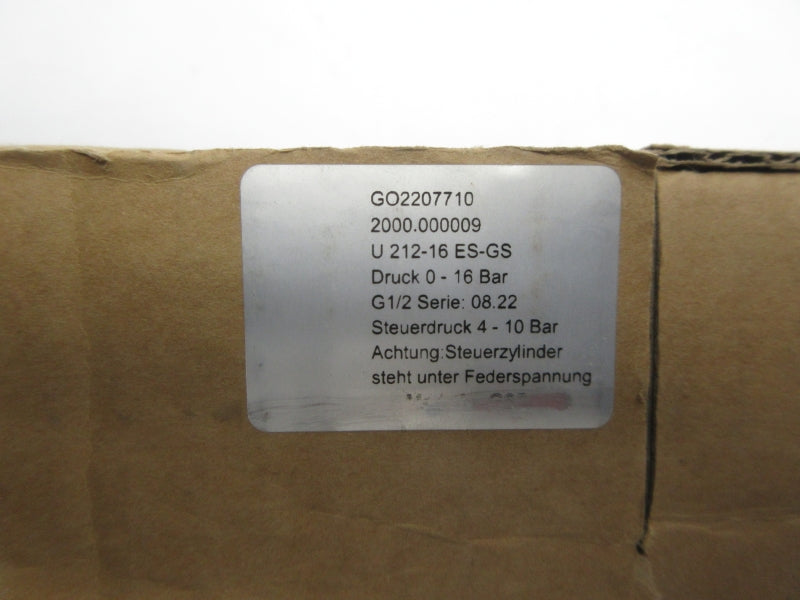 GO2207710
2000.000009
U 212-16 ES-GS
Druck 0 - 16 Bar
G1/2 Serie: 08.22
Steuerdruck 4 - 10 Bar
Achtung:Steuerzylinder
steht unter Federspannung